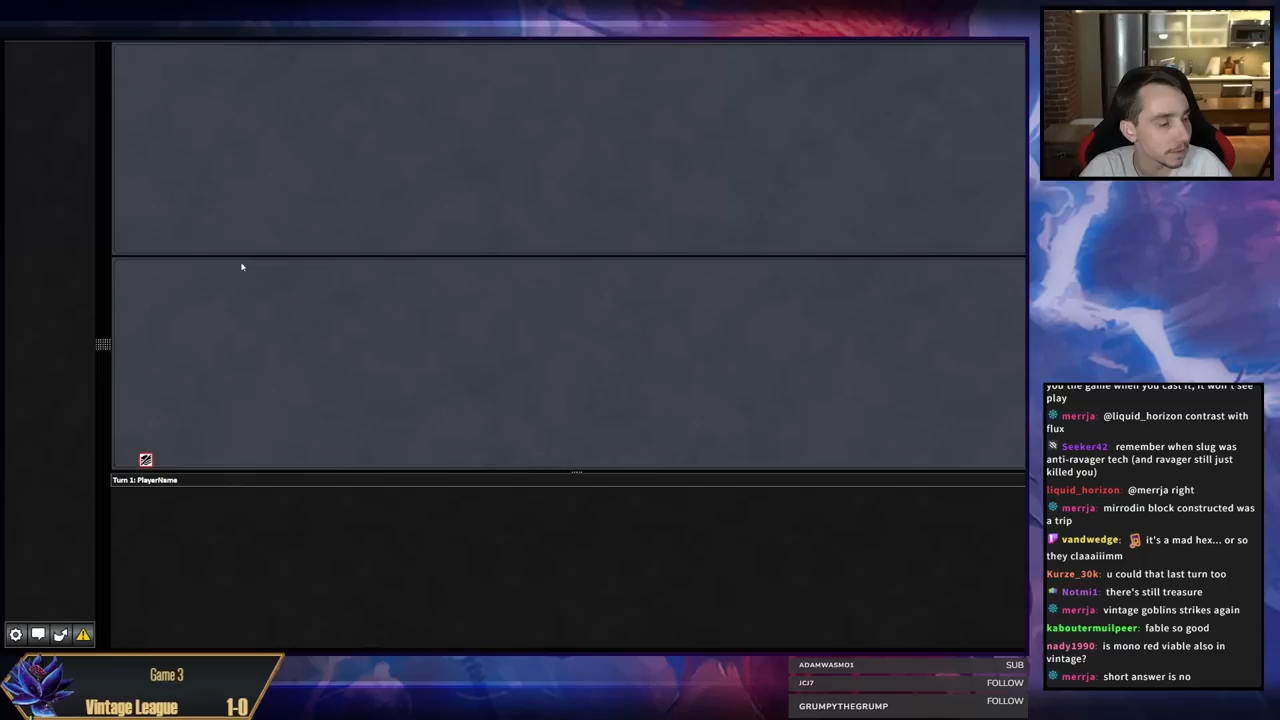 you the game when you cast it, it won't see
play
merrja: @liquid_horizon contrast with
flux
Seeker42: remember when slug was
anti-ravager tech (and ravager still just
killed you)
liquid_horizon: @merrja right
merrja: mirrodin block constructed was
a trip
vandwedge: it's a mad hex... or so
they claaaiiimm
Kurze_30k: u could that last turn too
Notmi1: there's still treasure
merrja: vintage goblins strikes again
kaboutermuilpeer: fable so good
nady1990: is mono red viable also in
vintage?
merrja: short answer is no
Turn 1: PlayerName
Game 3
Vintage League 1-0
ADAMWASMO1 SUB
JCJ7 FOLLOW
GRUMPYTHEGRUMP FOLLOW